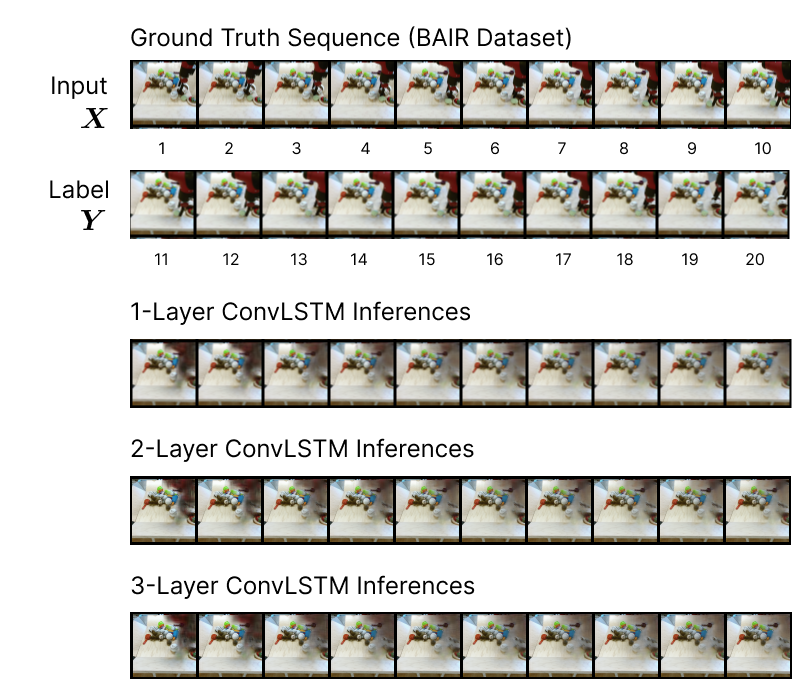 Ground Truth Sequence (BAIR Dataset)
Input
X
1 2 3 4 5 6 7 8 9 10
Label
Y
11 12 13 14 15 16 17 18 19 20
1-Layer ConvLSTM Inferences
2-Layer ConvLSTM Inferences
3-Layer ConvLSTM Inferences